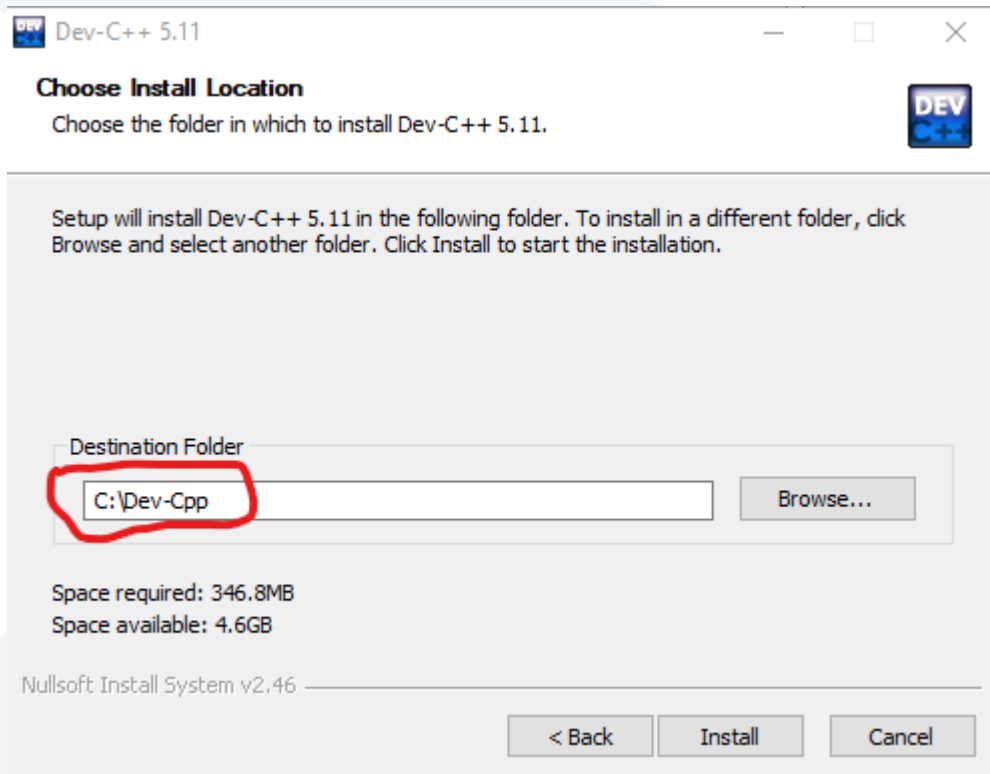 Dev-C++ 5.11
Choose Install Location
Choose the folder in which to install Dev-C++ 5.11.
DEV
C++
Setup will install Dev-C++ 5.11 in the following folder. To install in a different folder, click
Browse and select another folder. Click Install to start the installation.
Destination Folder
C:\Dev-Cpp
Browse...
Space required: 346.8MB
Space available: 4.6GB
Nullsoft Install System v2.46
< Back
Install
Cancel